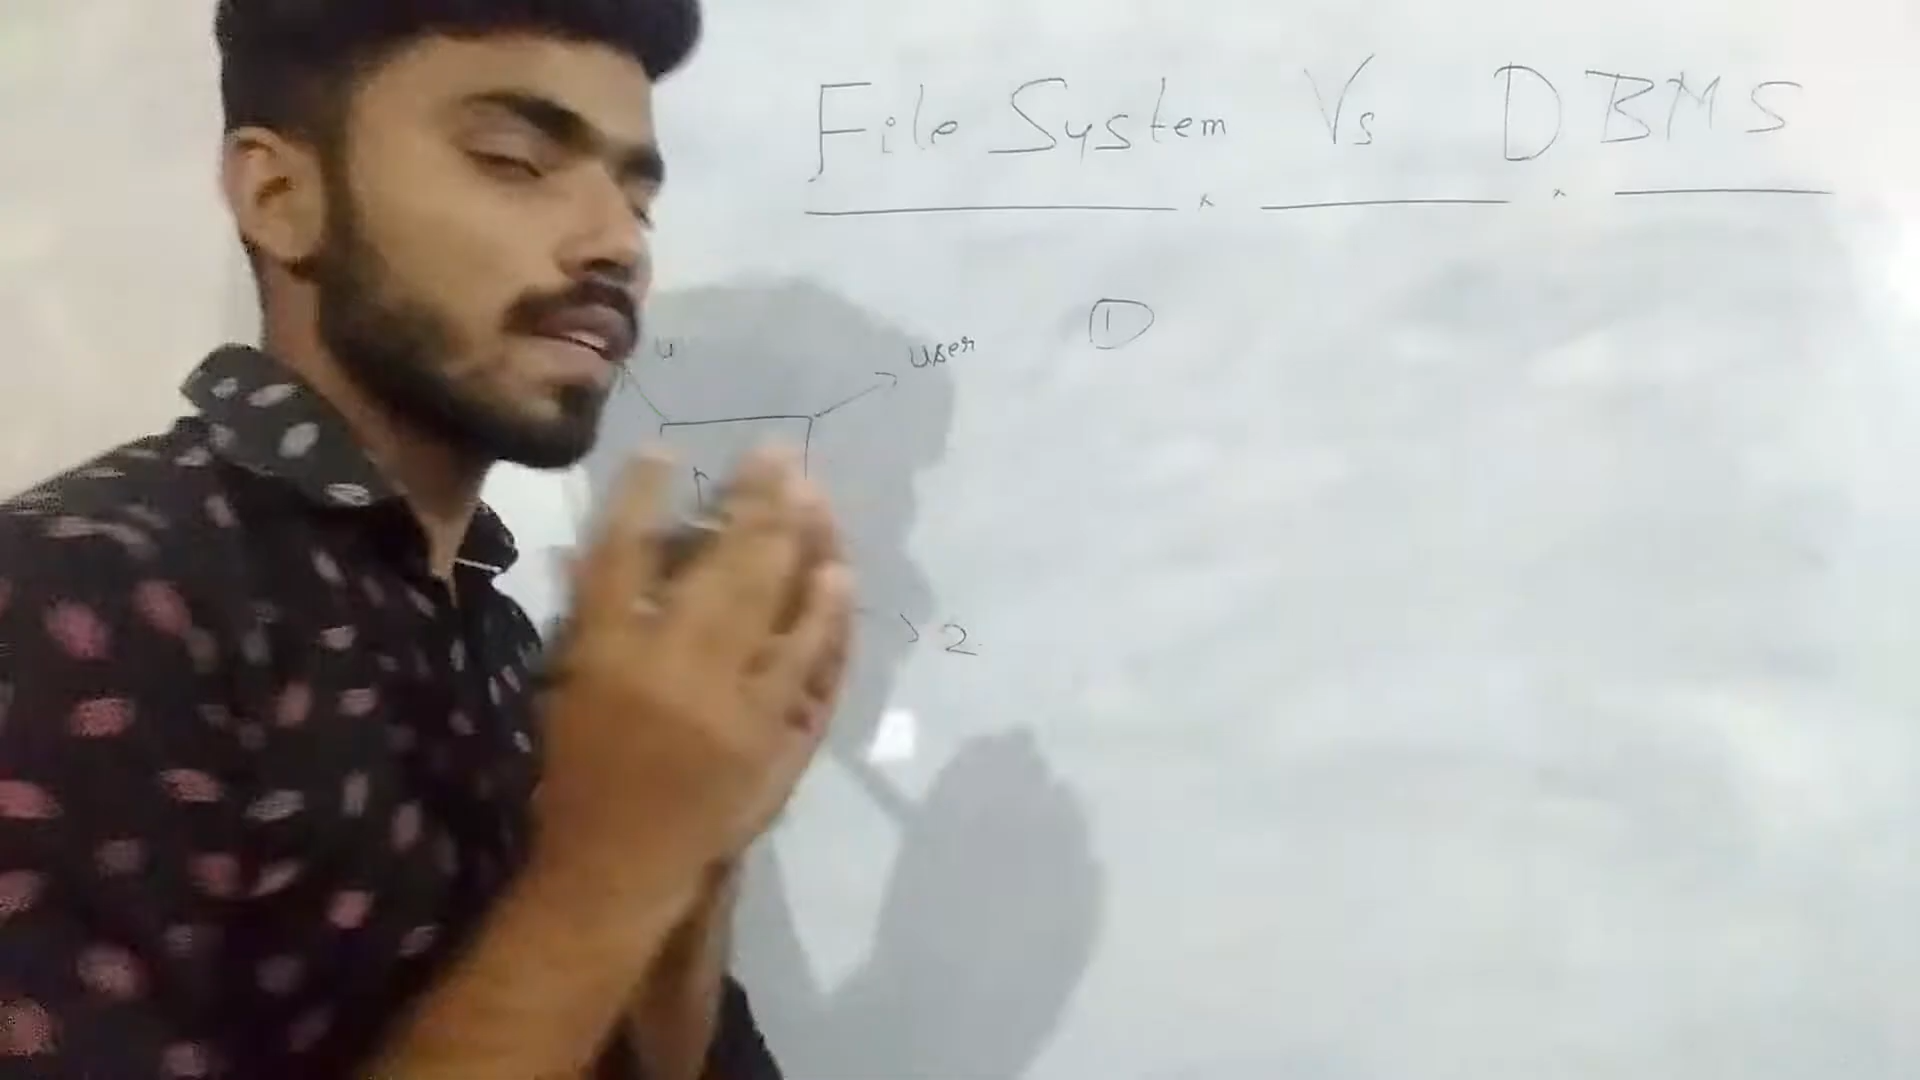 File System Vs DBMS
①
u
user
2